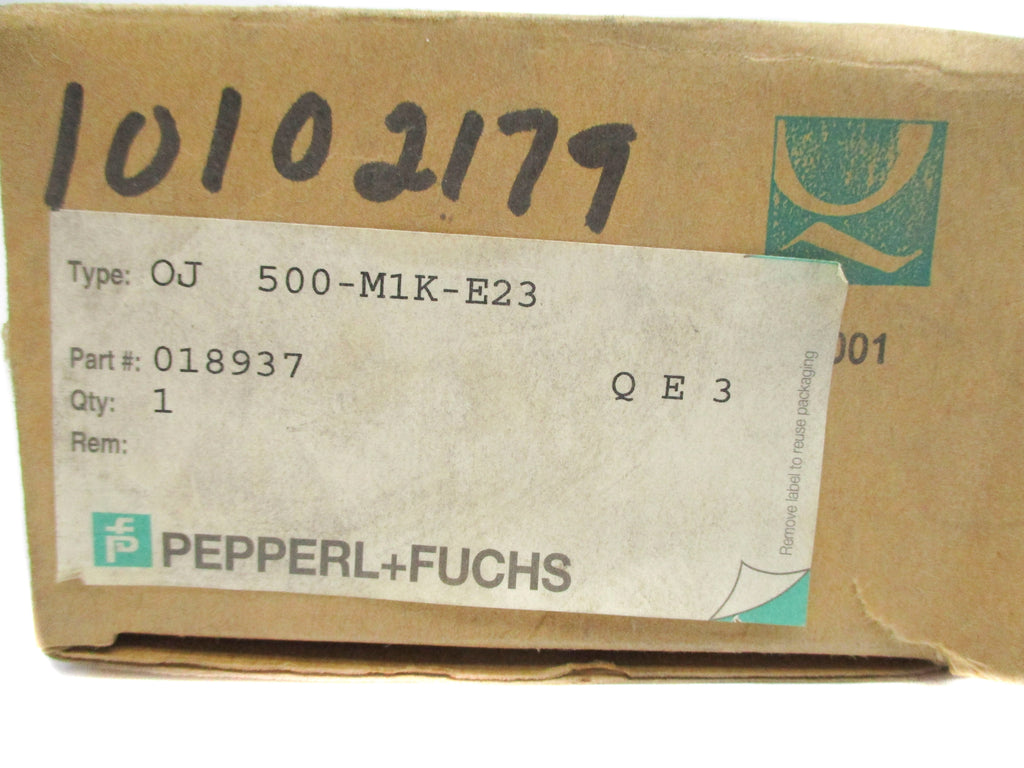 10102179
Type: OJ 500-M1K-E23
Part #: 018937
Qty: 1
Q E 3
Rem:
PEPPERL+FUCHS
Remove label to reuse packaging
001